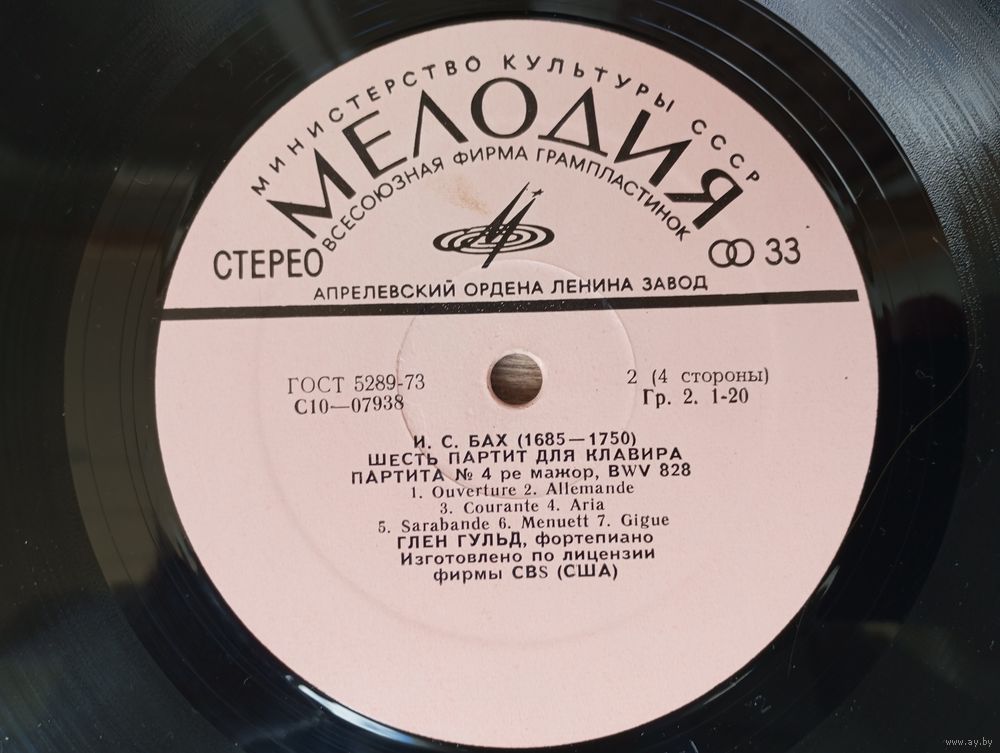 МИНИСТЕРСТВО КУЛЬТУРЫ СССР
МЕЛОДИЯ
ВСЕСОЮЗНАЯ ФИРМА ГРАМПЛАСТИНОК
СТЕРЕО
33
АПРЕЛЕВСКИЙ ОРДЕНА ЛЕНИНА ЗАВОД
ГОСТ 5289-73
2 (4 стороны)
С10—07938
Гр. 2. 1-20
И. С. БАХ (1685—1750)
ШЕСТЬ ПАРТИТ ДЛЯ КЛАВИРА
ПАРТИТА № 4 ре мажор, BWV 828
1. Ouverture 2. Allemande
3. Courante 4. Aria
5. Sarabande 6. Menuett 7. Gigue
ГЛЕН ГУЛЬД, фортепиано
Изготовлено по лицензии
фирмы CBS (США)
www.ay.by